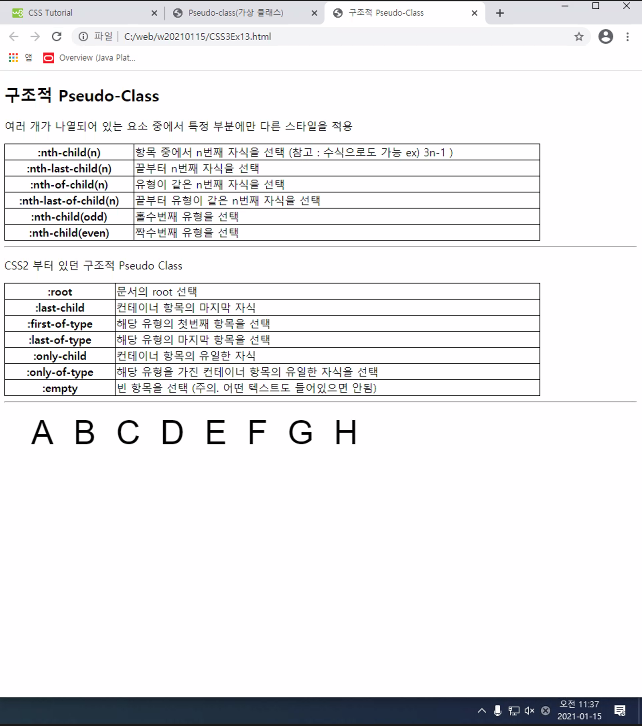 CSS Tutorial
Pseudo-class(가상 클래스)
구조적 Pseudo-Class
파일 | C:/web/w20210115/CSS3Ex13.html
앱 Overview (Java Plat...
구조적 Pseudo-Class
여러 개가 나열되어 있는 요소 중에서 특정 부분에만 다른 스타일을 적용
:nth-child(n) 항목 중에서 n번째 자식을 선택 (참고 : 수식으로도 가능 ex) 3n-1 )
:nth-last-child(n) 끝부터 n번째 자식을 선택
:nth-of-child(n) 유형이 같은 n번째 자식을 선택
:nth-last-of-child(n) 끝부터 유형이 같은 n번째 자식을 선택
:nth-child(odd) 홀수번째 유형을 선택
:nth-child(even) 짝수번째 유형을 선택
CSS2 부터 있던 구조적 Pseudo Class
:root 문서의 root 선택
:last-child 컨테이너 항목의 마지막 자식
:first-of-type 해당 유형의 첫번째 항목을 선택
:last-of-type 해당 유형의 마지막 항목을 선택
:only-child 컨테이너 항목의 유일한 자식
:only-of-type 해당 유형을 가진 컨테이너 항목의 유일한 자식을 선택
:empty 빈 항목을 선택 (주의. 어떤 텍스트도 들어있으면 안됨)
A B C D E F G H
오전 11:37
2021-01-15